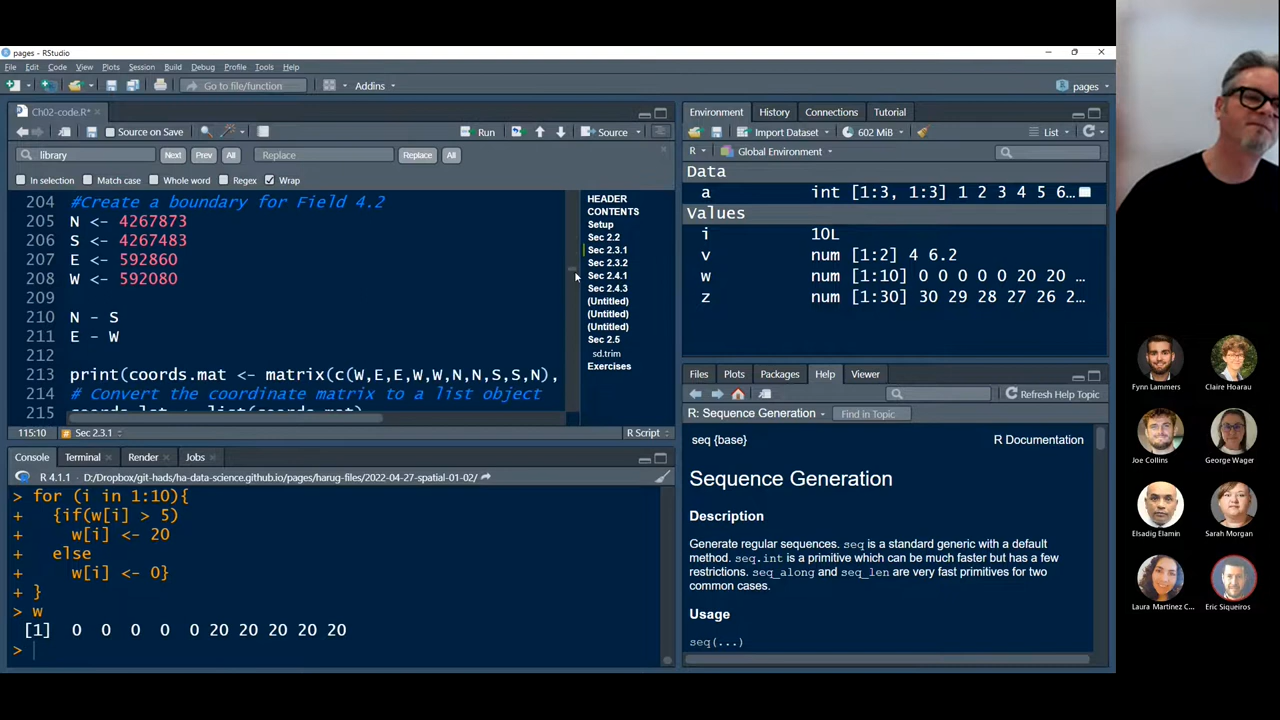 pages - RStudio
File Edit Code View Plots Session Build Debug Profile Tools Help
Go to file/function Addins pages
Ch02-code.R*
Source on Save Run Source
library Next Prev All Replace Replace All
In selection Match case Whole word Regex Wrap
204 #Create a boundary for Field 4.2
205 N <- 4267873
206 S <- 4267483
207 E <- 592860
208 W <- 592080
209
210 N - S
211 E - W
212
213 print(coords.mat <- matrix(c(W,E,E,W,W,N,N,S,S,N),
214 # Convert the coordinate matrix to a list object
215 coords.lst <- list(coords.mat)
HEADER
CONTENTS
Setup
Sec 2.2
Sec 2.3.1
Sec 2.3.2
Sec 2.4.1
Sec 2.4.3
(Untitled)
(Untitled)
(Untitled)
Sec 2.5
sd.trim
Exercises
115:10 # Sec 2.3.1 R Script
Console Terminal Render Jobs
R 4.1.1 · D:/Dropbox/git-hads/ha-data-science.github.io/pages/harug-files/2022-04-27-spatial-01-02/
> for (i in 1:10){
+ {if(w[i] > 5)
+ w[i] <- 20
+ else
+ w[i] <- 0}
+ }
> w
[1] 0 0 0 0 0 20 20 20 20 20
>
Environment History Connections Tutorial
Import Dataset 602 MiB List
R Global Environment
Data
a int [1:3, 1:3] 1 2 3 4 5 6…
Values
i 10L
v num [1:2] 4 6.2
w num [1:10] 0 0 0 0 0 20 20 …
z num [1:30] 30 29 28 27 26 2…
Files Plots Packages Help Viewer
Refresh Help Topic
R: Sequence Generation Find in Topic
seq {base} R Documentation
Sequence Generation
Description
Generate regular sequences. seq is a standard generic with a default
method. seq.int is a primitive which can be much faster but has a few
restrictions. seq_along and seq_len are very fast primitives for two
common cases.
Usage
seq(...)
Fynn Lammers Claire Hoarau
Joe Collins George Wager
Elsadig Elamin Sarah Morgan
Laura Martinez C... Eric Siqueiros